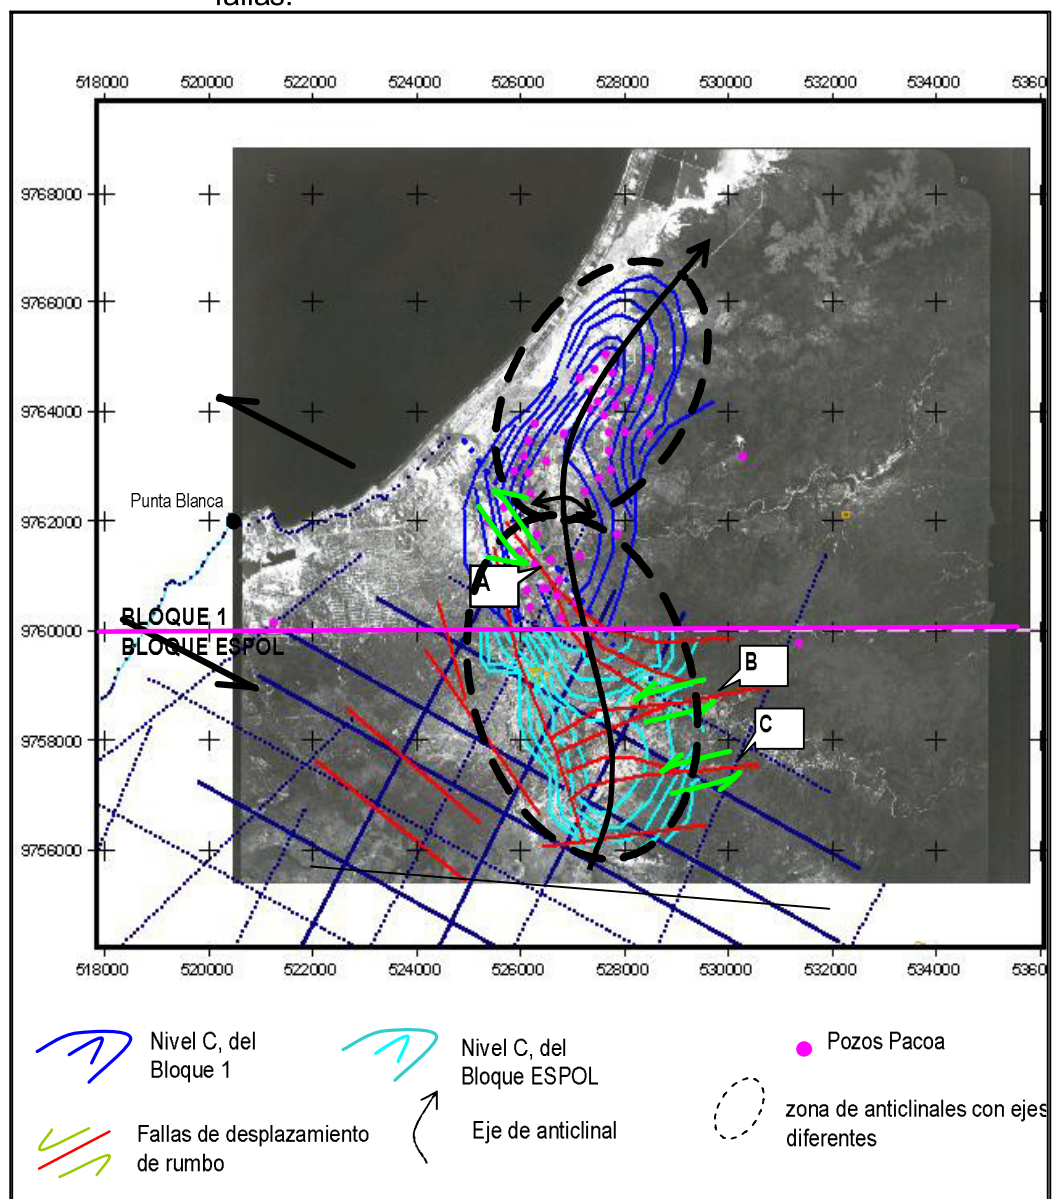 fallas.
518000 520000 522000 524000 526000 528000 530000 532000 534000 5360
9768000
9766000
9764000
Punta Blanca
9762000
A
BLOQUE 1
9760000
BLOQUE ESPOL
B
C
9758000
9756000
518000 520000 522000 524000 526000 528000 530000 532000 534000 5360
Nivel C, del
Bloque 1
Nivel C, del
Bloque ESPOL
Pozos Pacoa
Fallas de desplazamiento
de rumbo
Eje de anticlinal
zona de anticlinales con ejes
diferentes